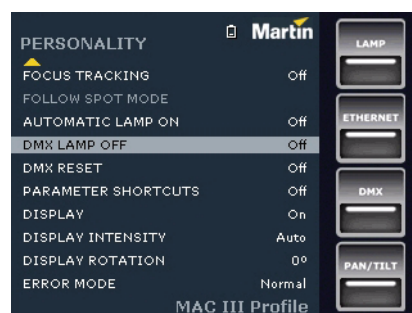 PERSONALITY
Martin
FOCUS TRACKING Off
FOLLOW SPOT MODE
AUTOMATIC LAMP ON Off
DMX LAMP OFF Off
DMX RESET Off
PARAMETER SHORTCUTS Off
DISPLAY On
DISPLAY INTENSITY Auto
DISPLAY ROTATION 0º
ERROR MODE Normal
MAC III Profile
LAMP
ETHERNET
DMX
PAN/TILT